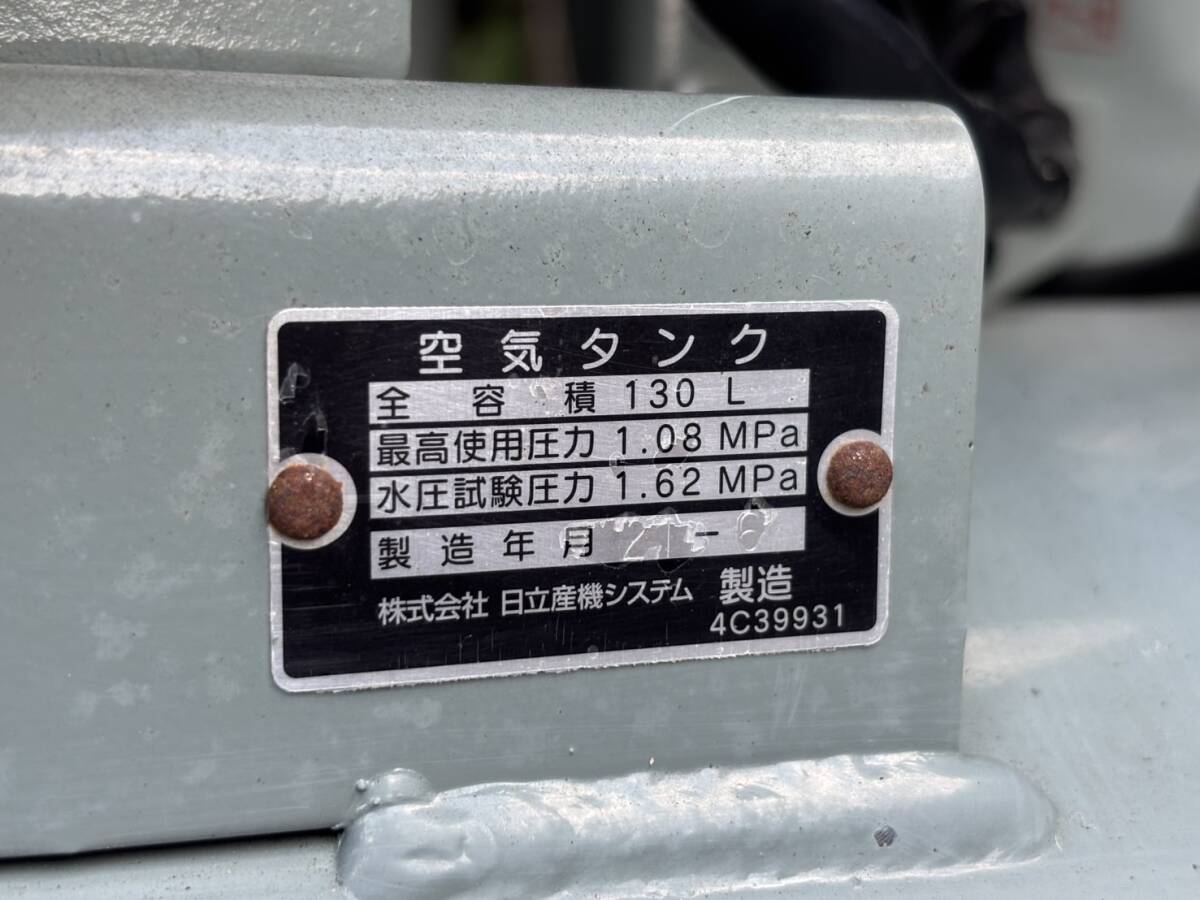 空気タンク
全容積 130 L
最高使用圧力 1.08 MPa
水圧試験圧力 1.62 MPa
製造年月
株式会社 日立産機システム 製造
4C39931